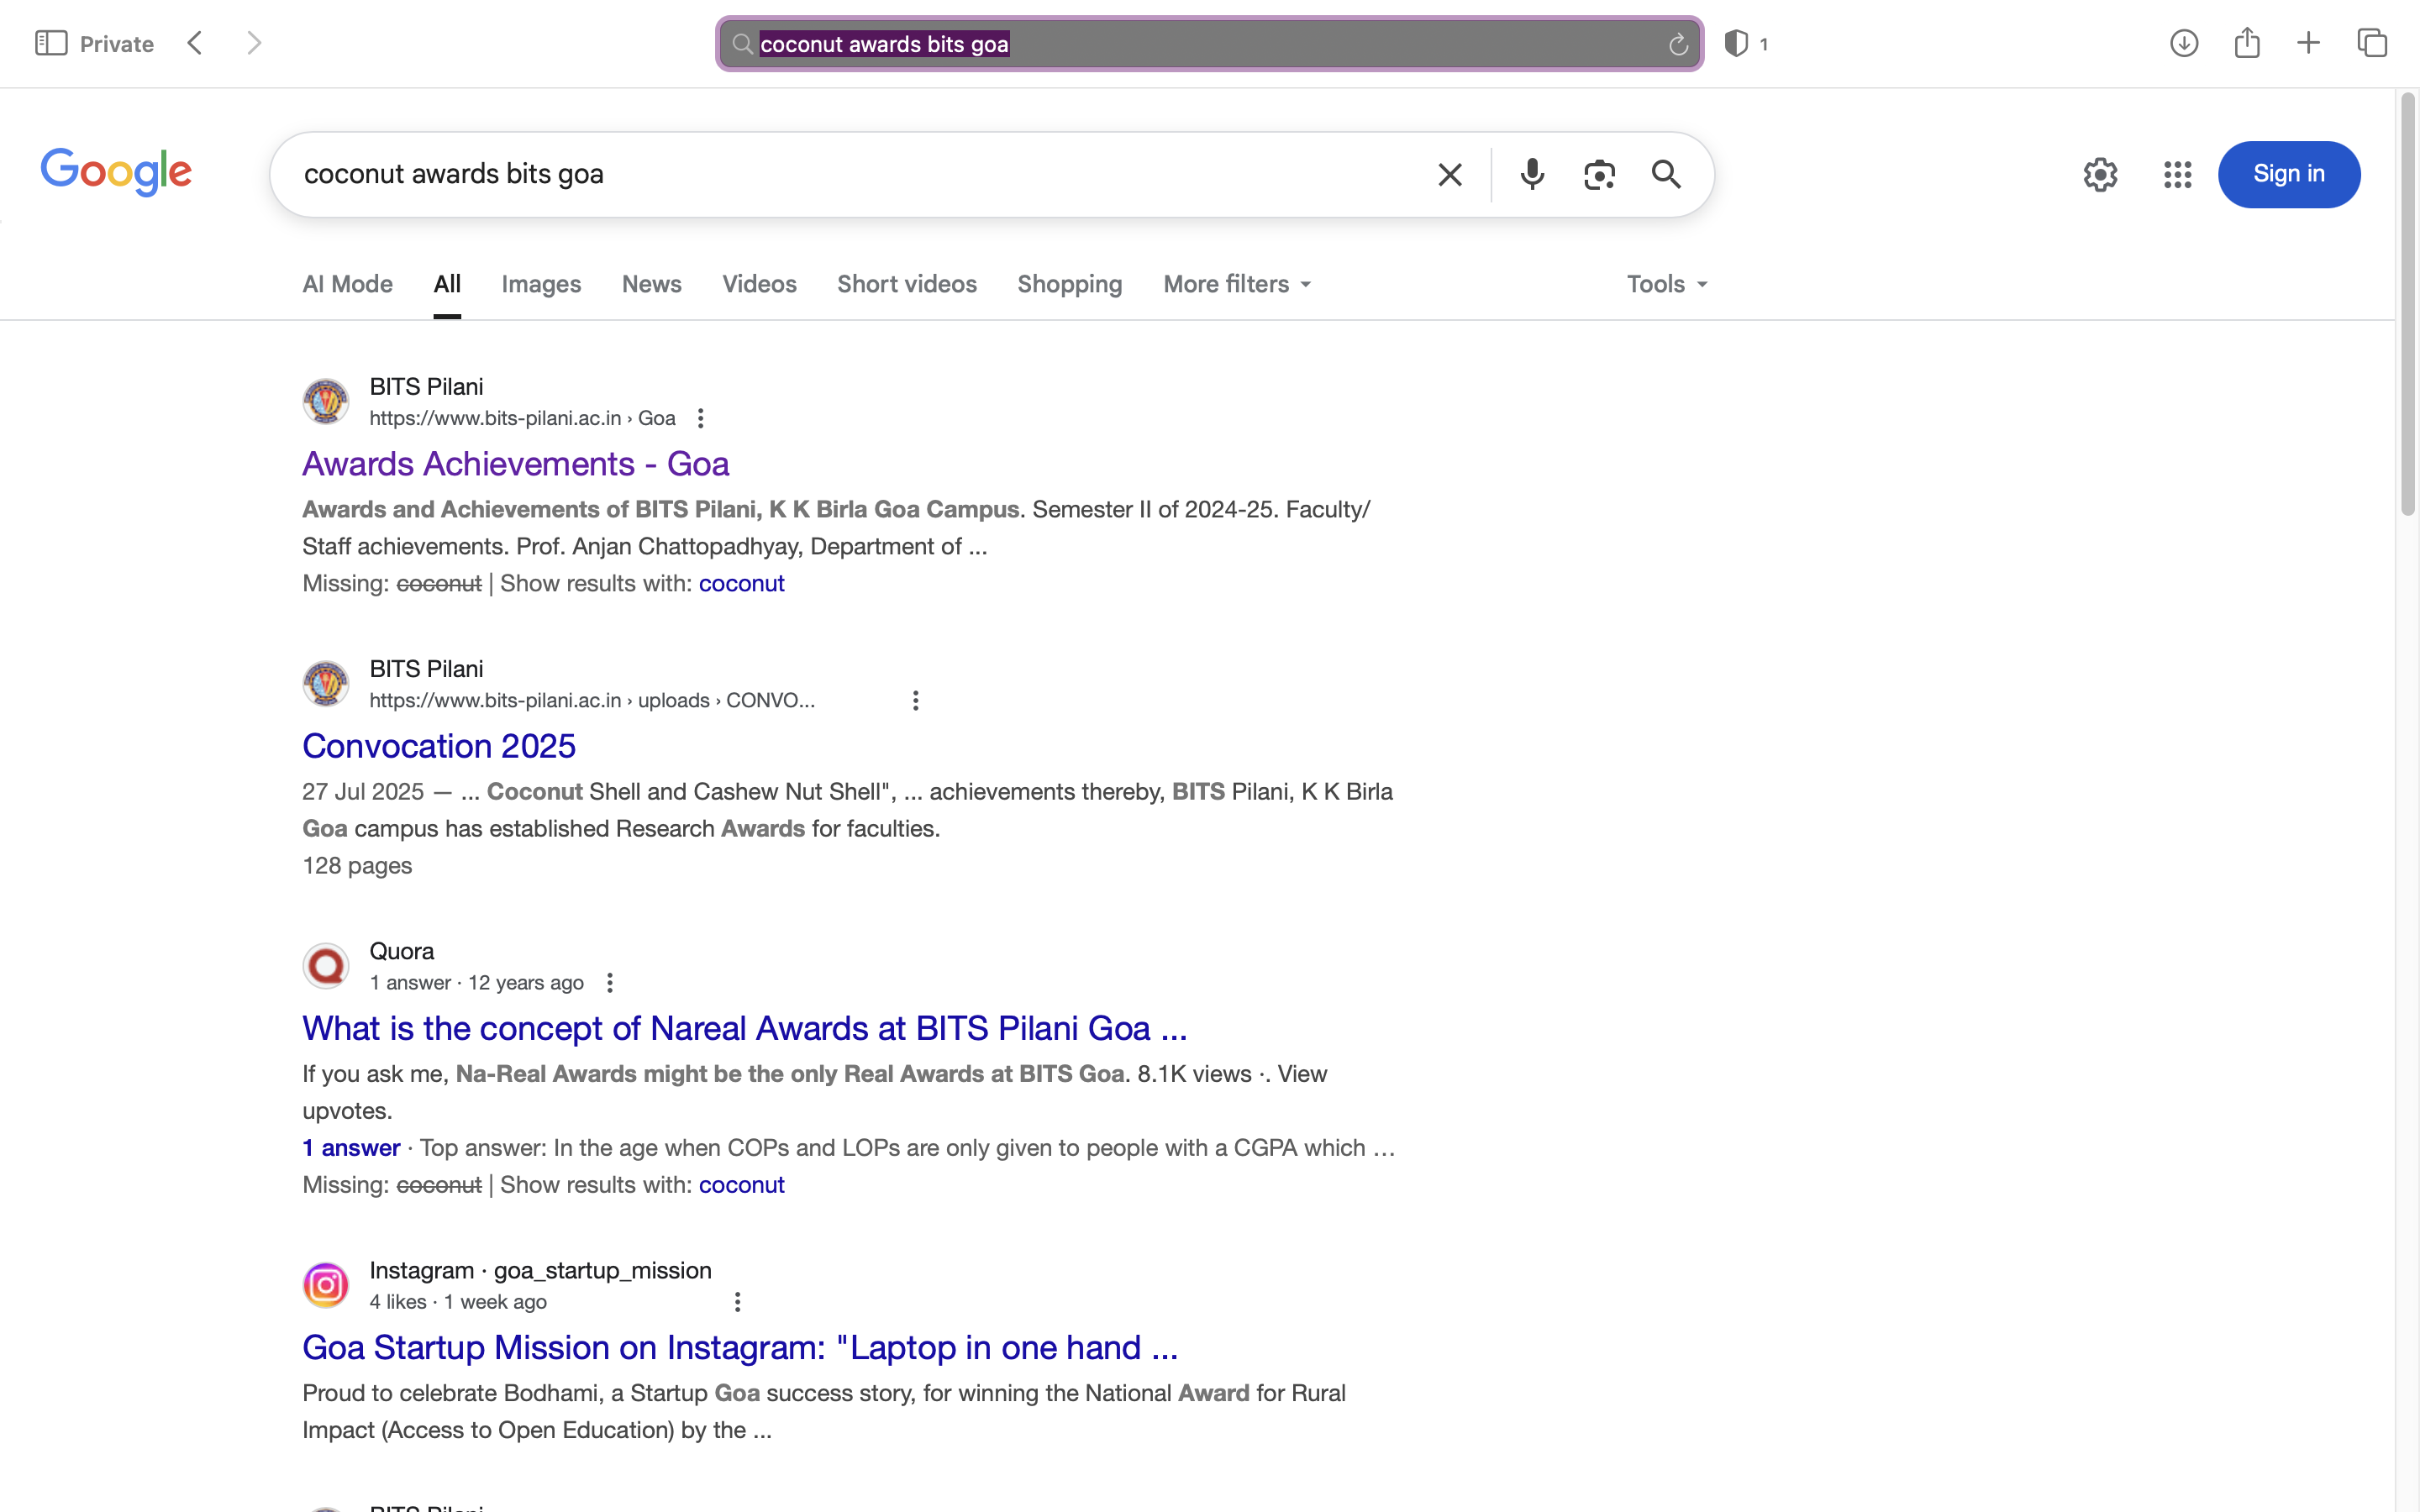 Private
coconut awards bits goa
1
Google
coconut awards bits goa
Sign in
AI Mode All Images News Videos Short videos Shopping More filters Tools
BITS Pilani
https://www.bits-pilani.ac.in › Goa
Awards Achievements - Goa
Awards and Achievements of BITS Pilani, K K Birla Goa Campus. Semester II of 2024-25. Faculty/
Staff achievements. Prof. Anjan Chattopadhyay, Department of ...
Missing: coconut | Show results with: coconut
BITS Pilani
https://www.bits-pilani.ac.in › uploads › CONVO...
Convocation 2025
27 Jul 2025 — ... Coconut Shell and Cashew Nut Shell", ... achievements thereby, BITS Pilani, K K Birla
Goa campus has established Research Awards for faculties.
128 pages
Quora
1 answer · 12 years ago
What is the concept of Nareal Awards at BITS Pilani Goa ...
If you ask me, Na-Real Awards might be the only Real Awards at BITS Goa. 8.1K views ·. View
upvotes.
1 answer · Top answer: In the age when COPs and LOPs are only given to people with a CGPA which ...
Missing: coconut | Show results with: coconut
Instagram · goa_startup_mission
4 likes · 1 week ago
Goa Startup Mission on Instagram: "Laptop in one hand ...
Proud to celebrate Bodhami, a Startup Goa success story, for winning the National Award for Rural
Impact (Access to Open Education) by the ...
BITS Pilani